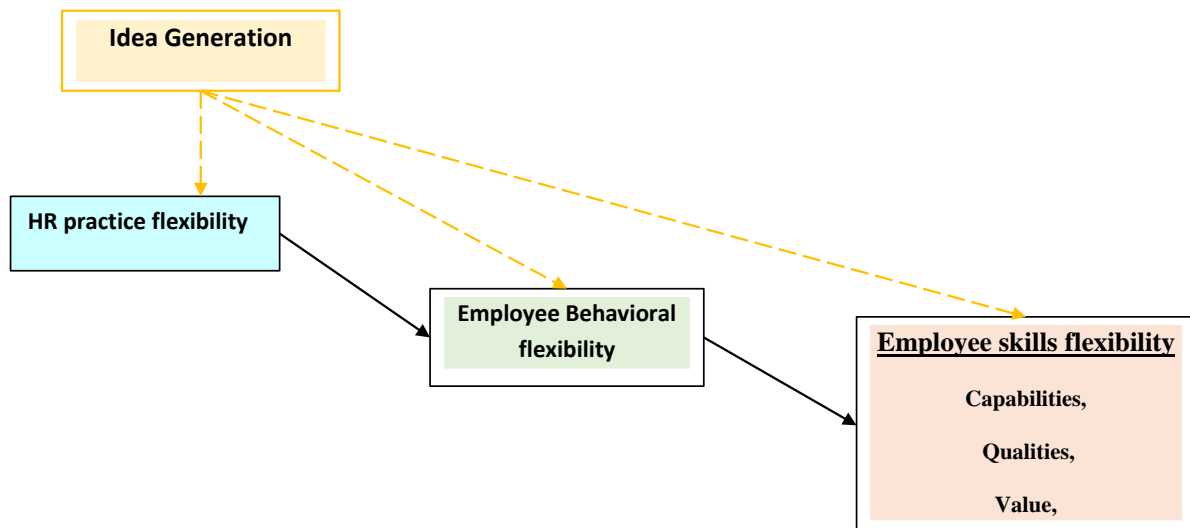 Idea Generation
HR practice flexibility
Employee Behavioral
flexibility
Employee skills flexibility
Capabilities,
Qualities,
Value,